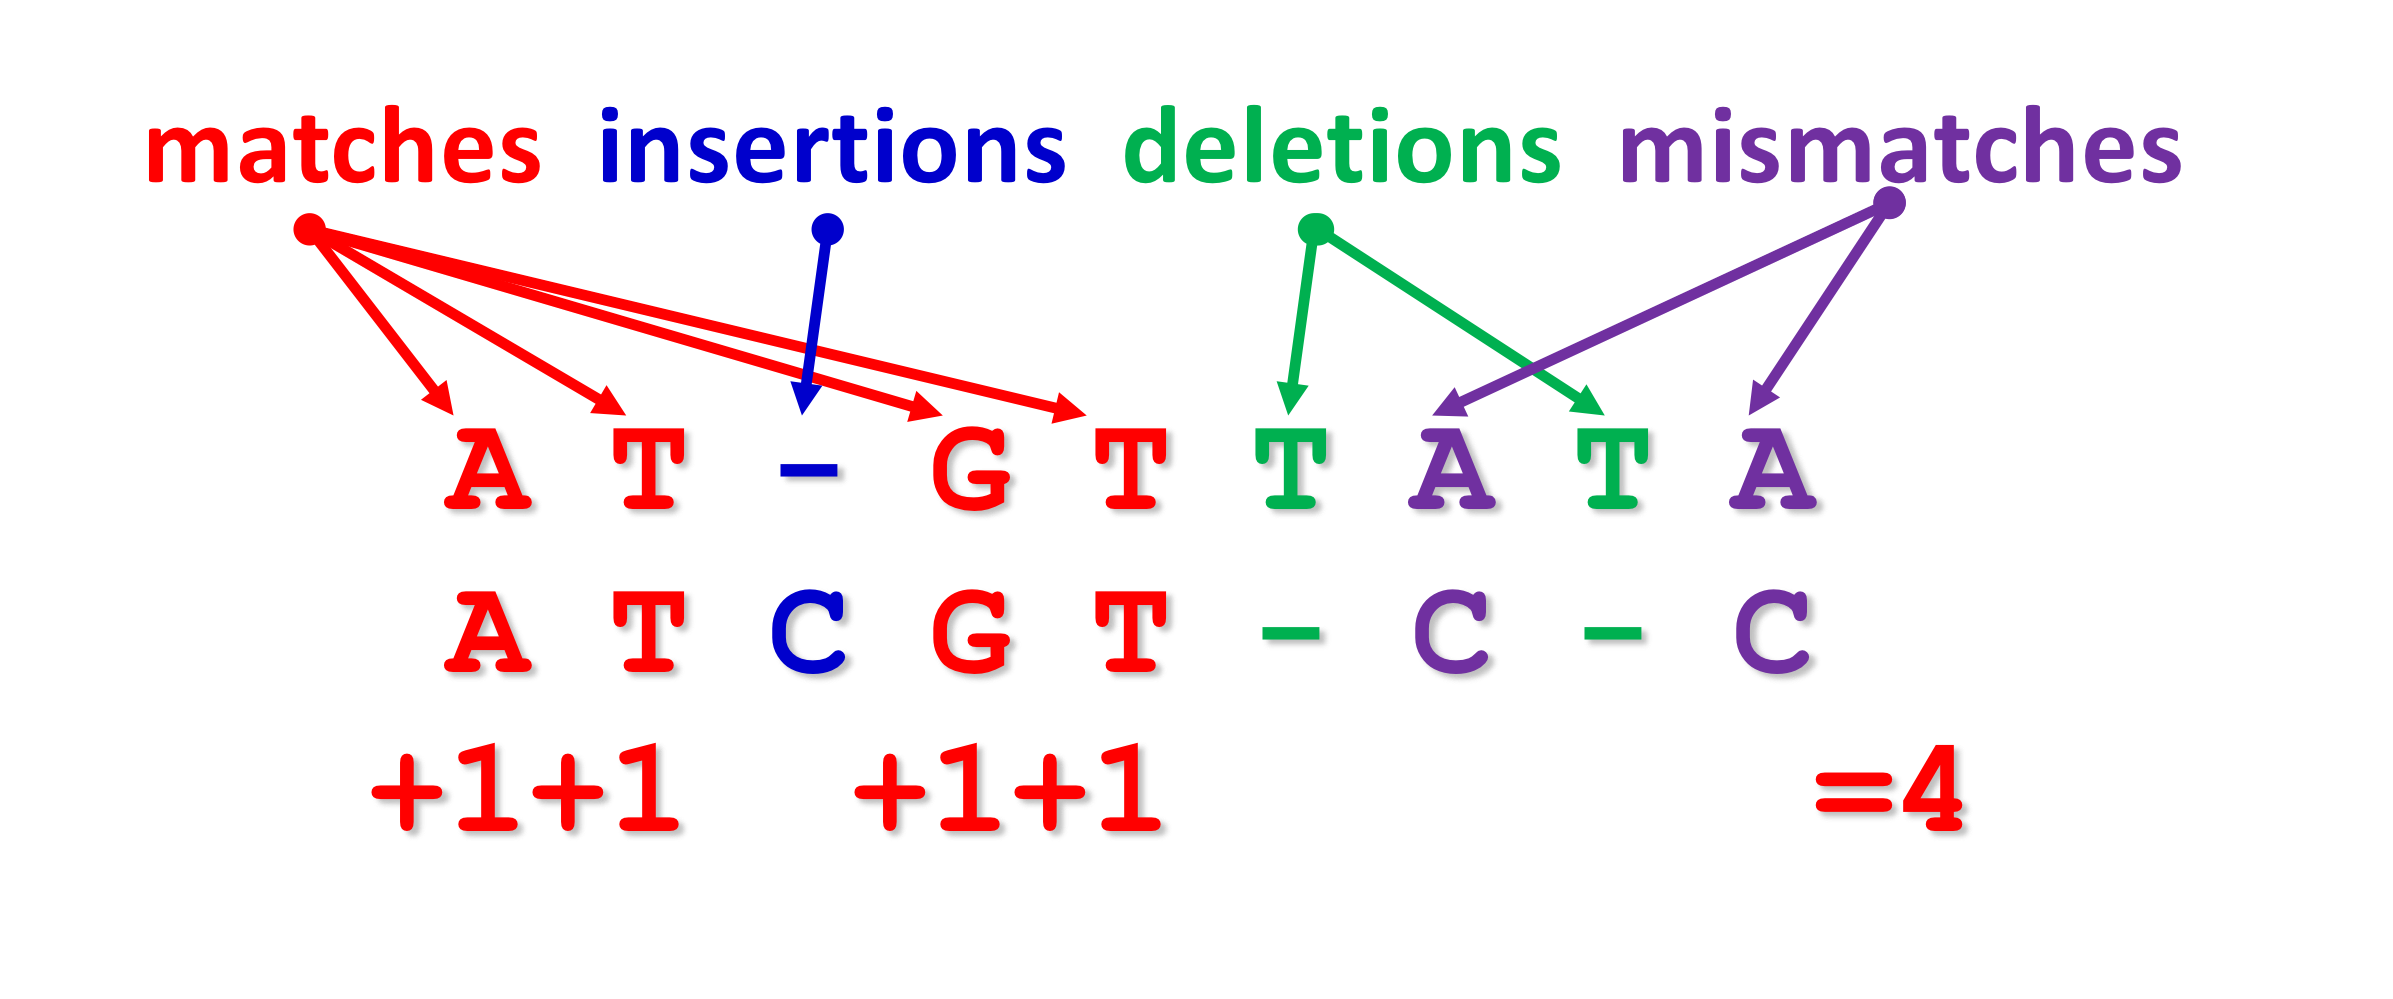 matches insertions deletions mismatches
A T - G T T A T A
A T C G T - C - C
+1+1 +1+1 =4